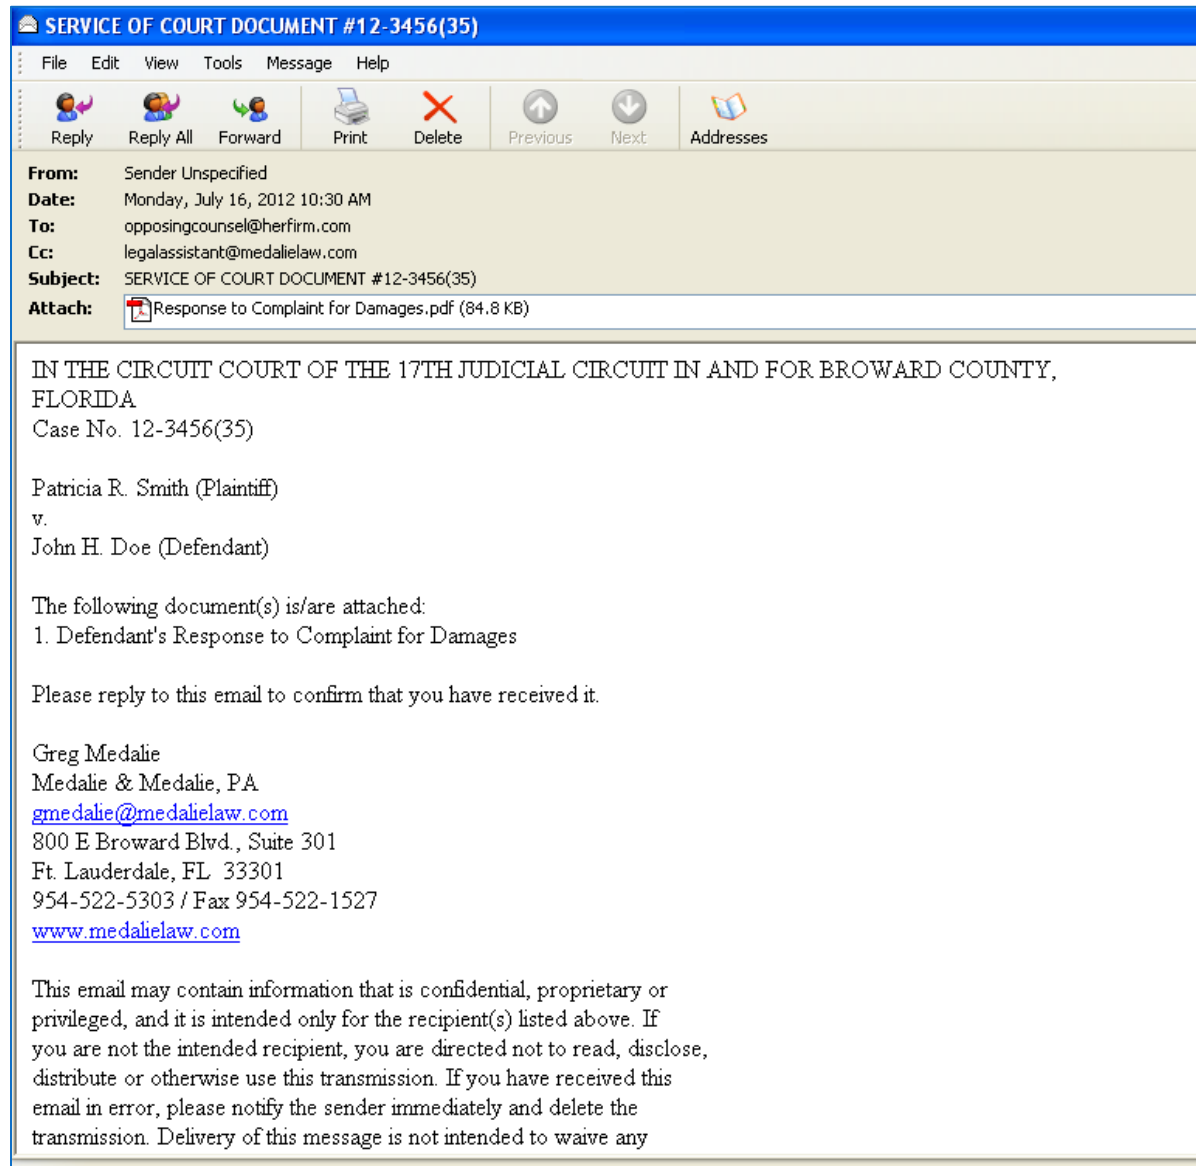 SERVICE OF COURT DOCUMENT #12-3456(35)
File Edit View Tools Message Help
Reply Reply All Forward Print Delete Previous Next Addresses
From: Sender Unspecified
Date: Monday, July 16, 2012 10:30 AM
To: opposingcounsel@herfirm.com
Cc: legalassistant@medalielaw.com
Subject: SERVICE OF COURT DOCUMENT #12-3456(35)
Attach: Response to Complaint for Damages.pdf (84.8 KB)
IN THE CIRCUIT COURT OF THE 17TH JUDICIAL CIRCUIT IN AND FOR BROWARD COUNTY,
FLORIDA
Case No. 12-3456(35)
Patricia R. Smith (Plaintiff)
v.
John H. Doe (Defendant)
The following document(s) is/are attached:
1. Defendant's Response to Complaint for Damages
Please reply to this email to confirm that you have received it.
Greg Medalie
Medalie & Medalie, PA
gmedalie@medalielaw.com
800 E Broward Blvd., Suite 301
Ft. Lauderdale, FL  33301
954-522-5303 / Fax 954-522-1527
www.medalielaw.com
This email may contain information that is confidential, proprietary or
privileged, and it is intended only for the recipient(s) listed above. If
you are not the intended recipient, you are directed not to read, disclose,
distribute or otherwise use this transmission. If you have received this
email in error, please notify the sender immediately and delete the
transmission. Delivery of this message is not intended to waive any